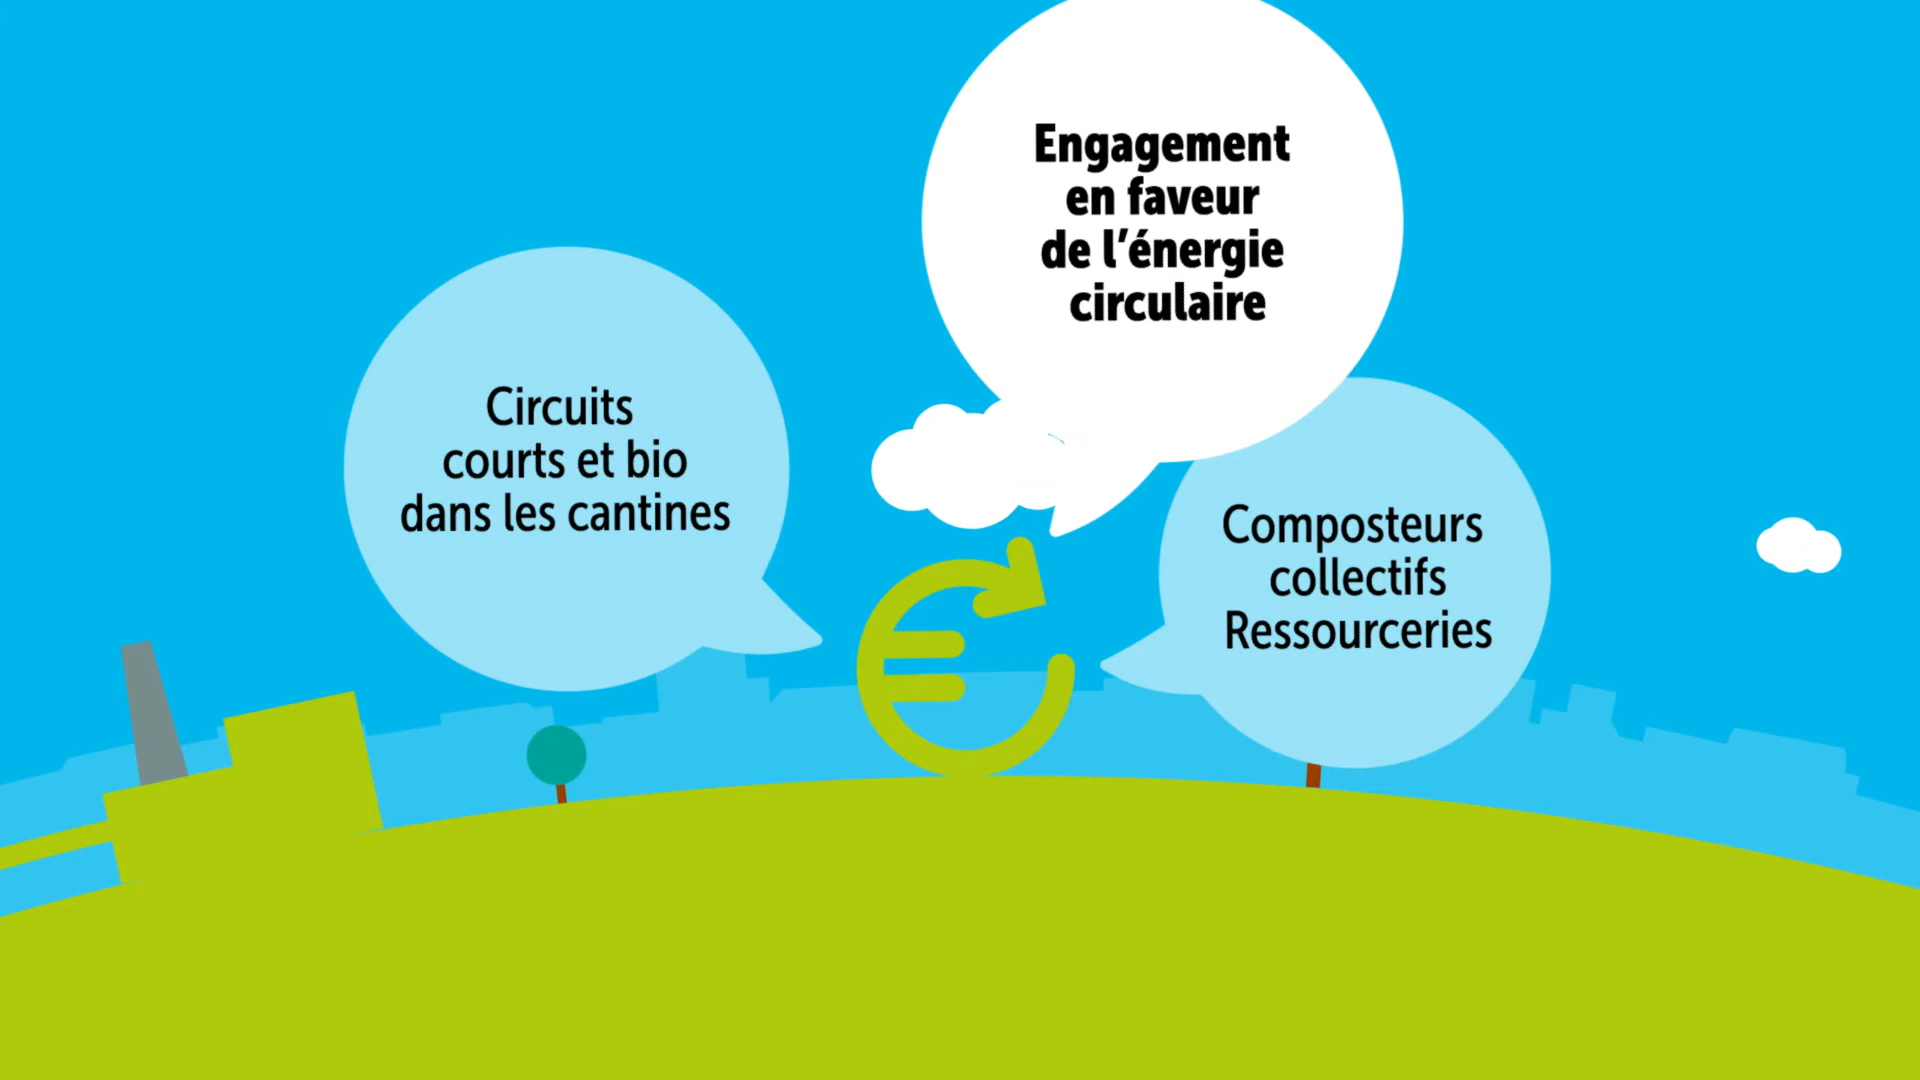 Engagement
en faveur
de l'énergie
circulaire
Circuits
courts et bio
dans les cantines
Composteurs
collectifs
Ressourceries